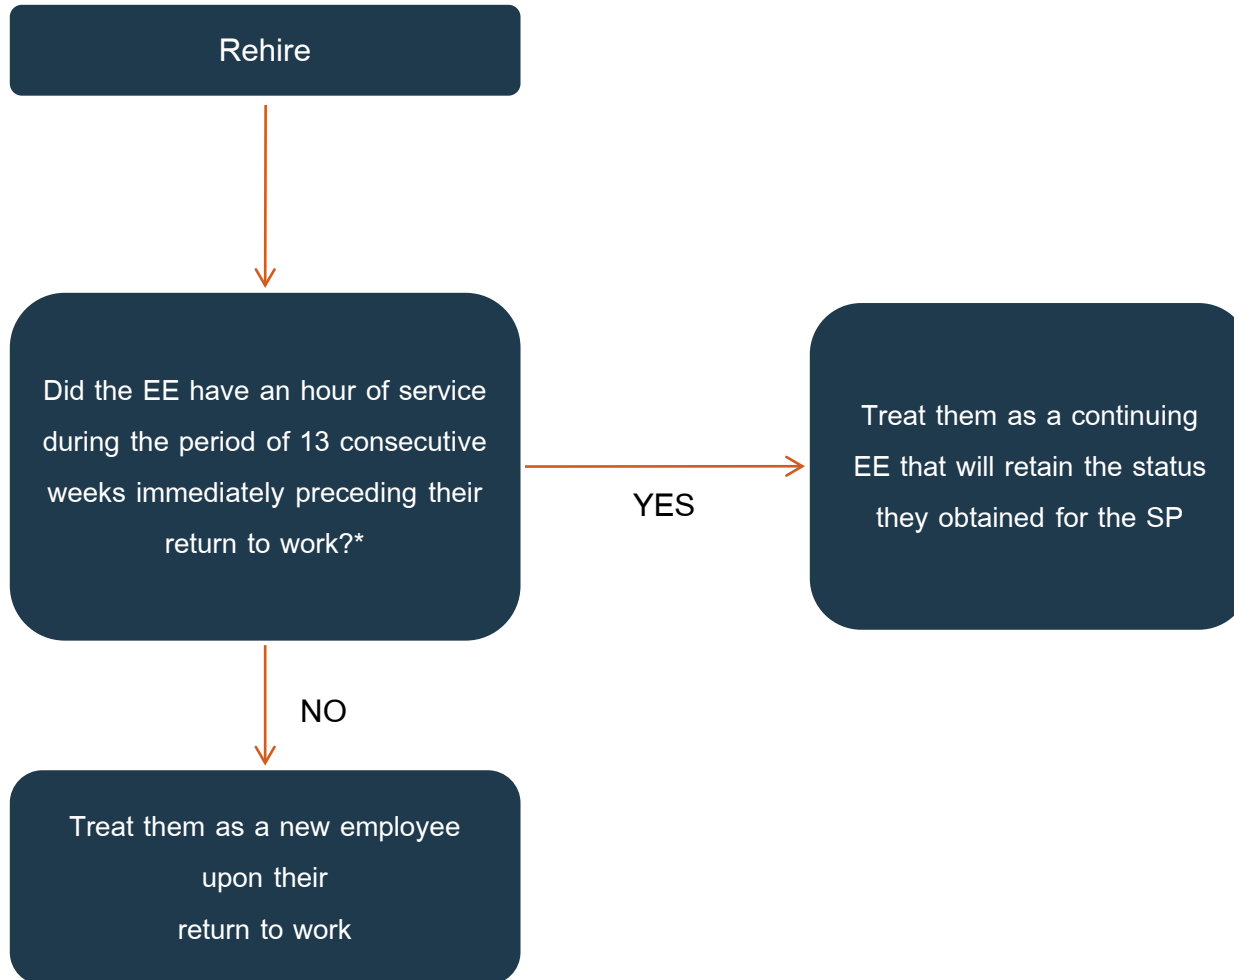 Rehire
Did the EE have an hour of service
during the period of 13 consecutive
weeks immediately preceding their
return to work?*
YES
Treat them as a continuing
EE that will retain the status
they obtained for the SP
NO
Treat them as a new employee
upon their
return to work